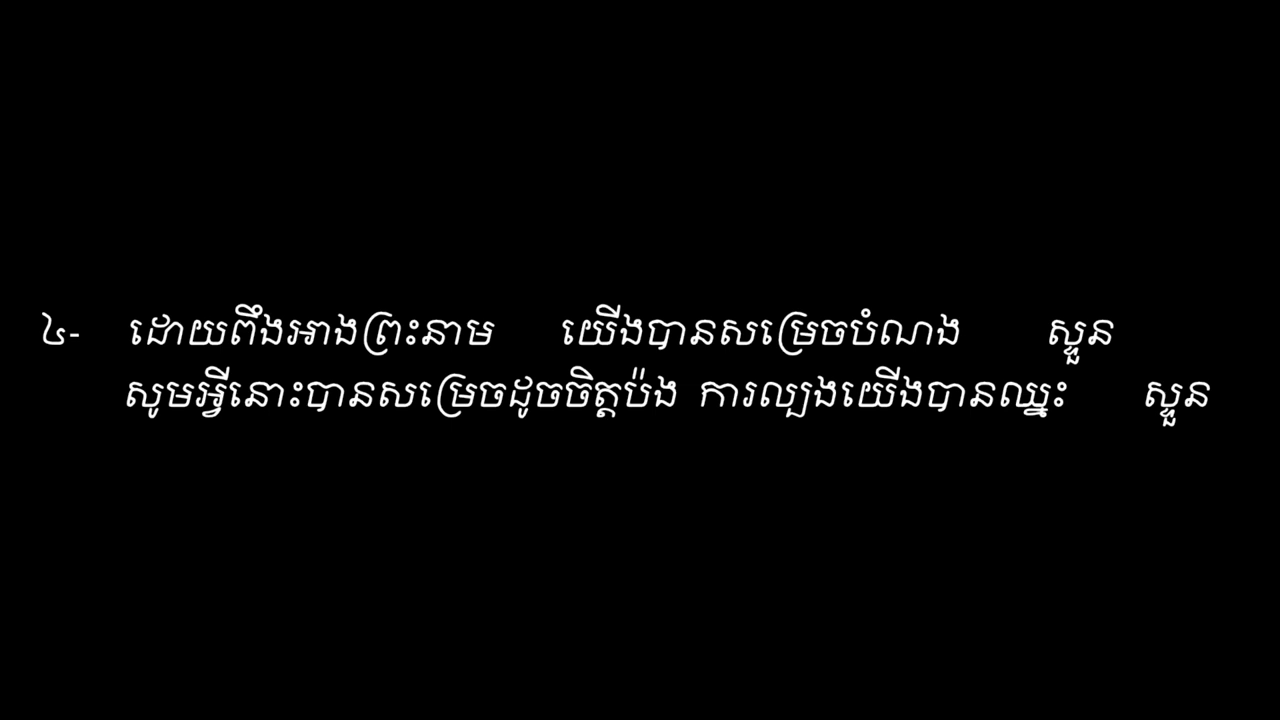 ៤- ដោយពឹងអាងព្រះនាម យើងបានសម្រេចបំណង ស្ទួន
សូមអ្វីនោះបានសម្រេចដូចចិត្តប៉ង ការល្បងយើងបានឈ្នះ ស្ទួន